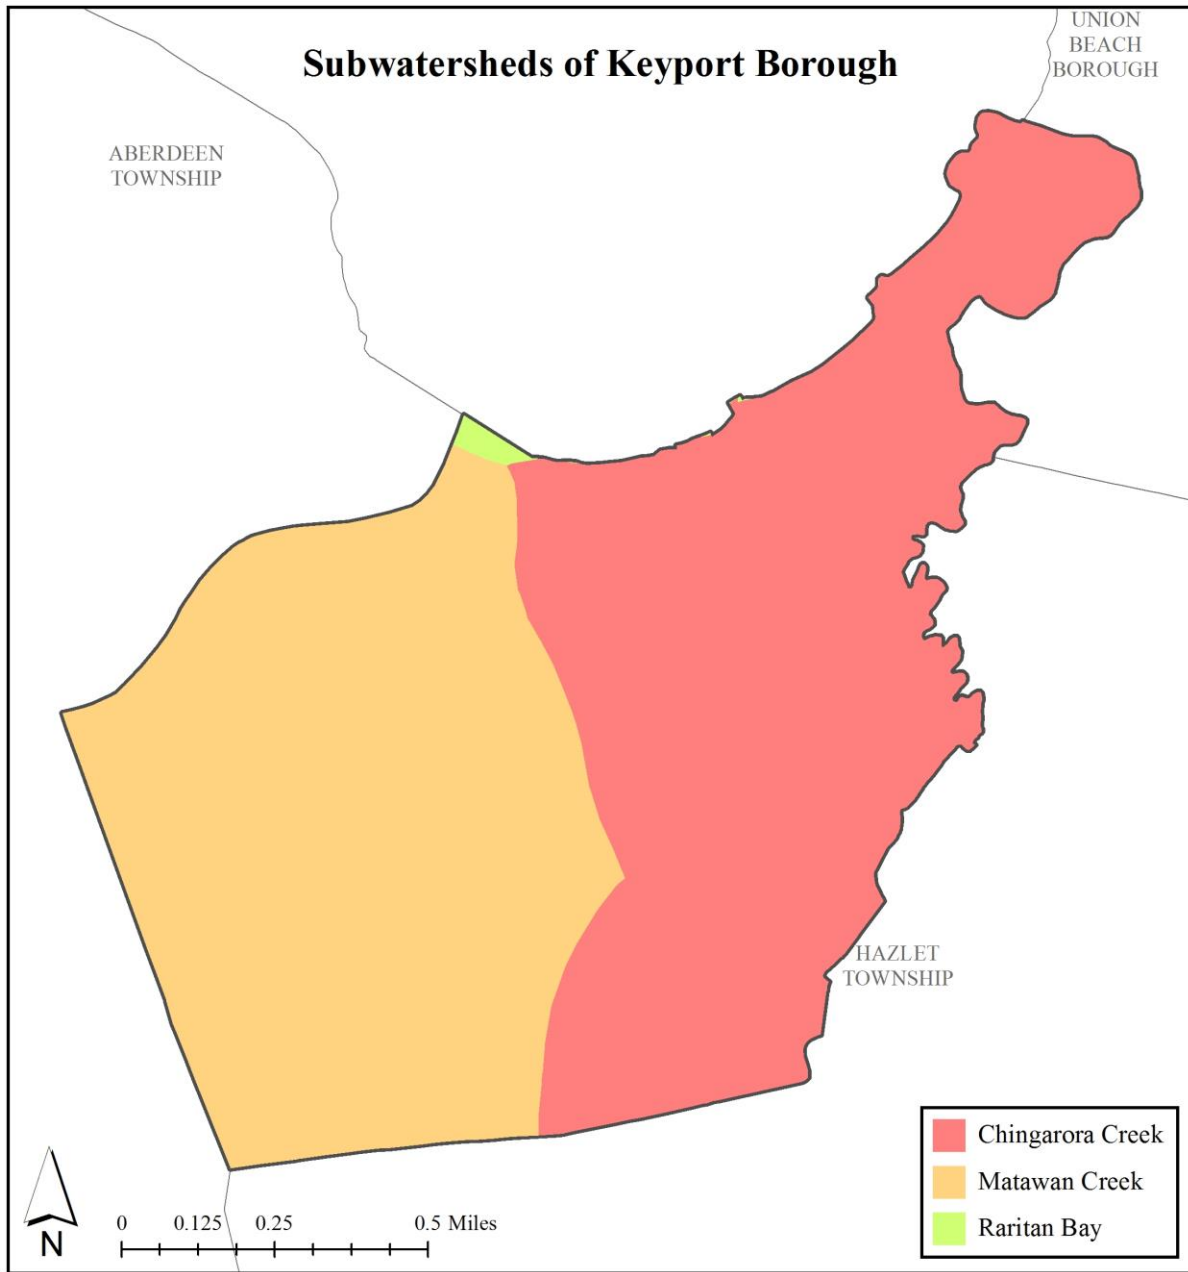 Subwatersheds of Keyport Borough
UNION
BEACH
BOROUGH
ABERDEEN
TOWNSHIP
HAZLET
TOWNSHIP
Chingarora Creek
Matawan Creek
Raritan Bay
N
0 0.125 0.25 0.5 Miles